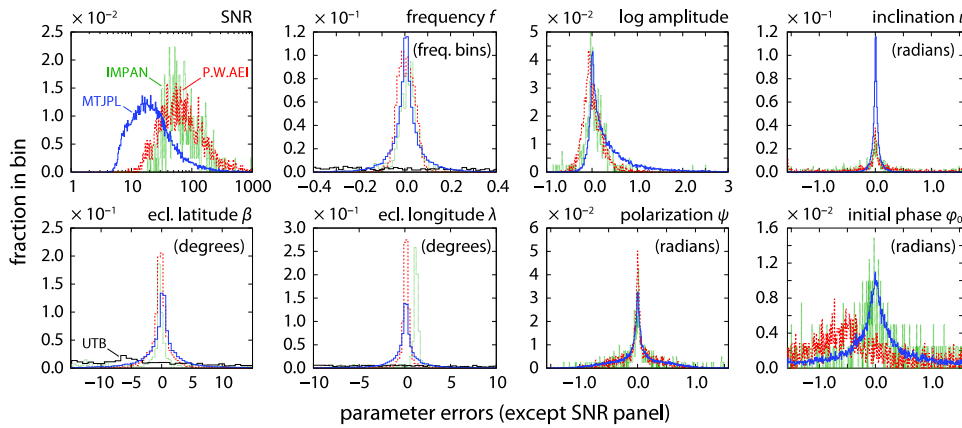 × 10⁻² SNR
2.5
2.0
1.5
1.0
0.5
0.0
1 10 100 1000
IMPAN
P.W.AEI
MTJPL
× 10⁻¹ frequency f
(freq. bins)
1.2
1.0
0.8
0.6
0.4
0.2
0
−0.4 −0.2 0.0 0.2 0.4
× 10⁻² log amplitude
5
4
3
2
1
0
−1.0 0.0 1.0 2.0 3
× 10⁻¹ inclination ι
(radians)
1.2
1.0
0.8
0.6
0.4
0.2
0
−1.0 0.0 1.0
fraction in bin
× 10⁻¹ ecl. latitude β
(degrees)
2.5
2.0
1.5
1.0
0.5
0.0
UTB
−10 −5 0 5 10
× 10⁻¹ ecl. longitude λ
(degrees)
3.0
2.5
2.0
1.5
1.0
0.5
0.0
−10 −5 0 5 10
× 10⁻² polarization ψ
(radians)
6
5
4
3
2
1
0
−1.0 0.0 1.0
× 10⁻² initial phase φ₀
(radians)
1.6
1.2
0.8
0.4
0.0
−1.0 0.0 1.0
parameter errors (except SNR panel)